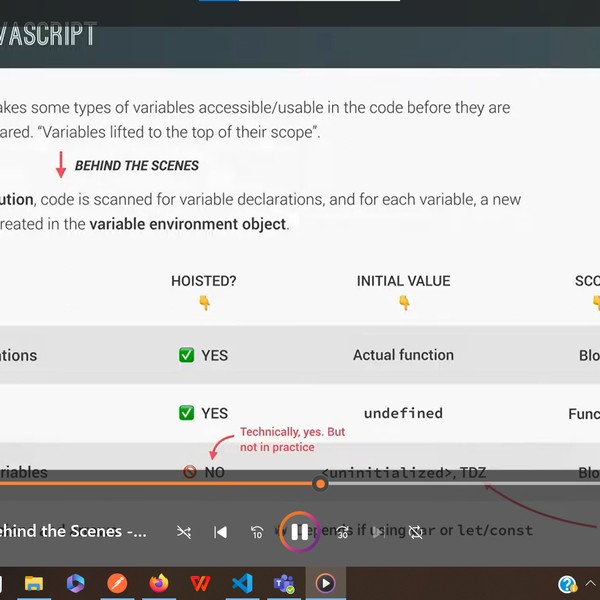 VASCRIPT
akes some types of variables accessible/usable in the code before they are
ared. “Variables lifted to the top of their scope”.
BEHIND THE SCENES
ution, code is scanned for variable declarations, and for each variable, a new
reated in the variable environment object.
HOISTED? INITIAL VALUE SCO
ations YES Actual function Blo
YES undefined Func
Technically, yes. But
not in practice
riables NO <uninitialized>, TDZ Blo
ehind the Scenes -... 10 30 depends if using var or let/const